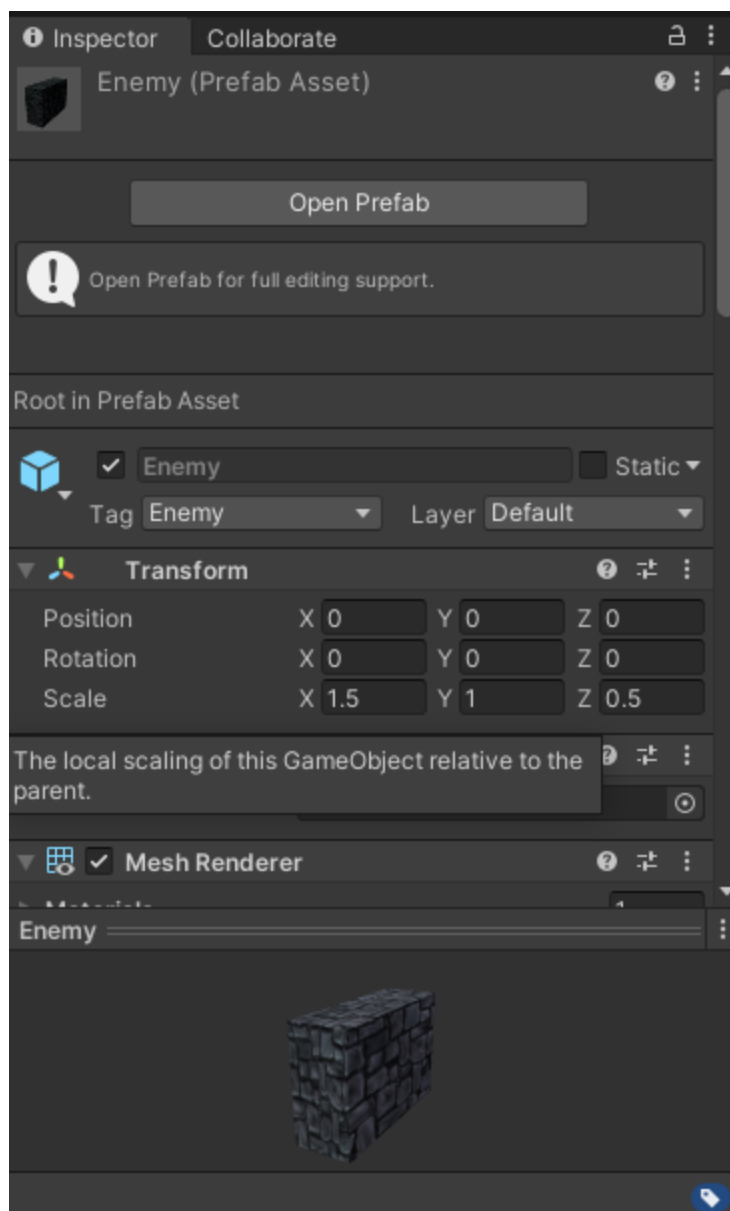 Inspector Collaborate
Enemy (Prefab Asset)
Open Prefab
Open Prefab for full editing support.
Root in Prefab Asset
Enemy Static
Tag Enemy Layer Default
Transform
Position X 0 Y 0 Z 0
Rotation X 0 Y 0 Z 0
Scale X 1.5 Y 1 Z 0.5
The local scaling of this GameObject relative to the
parent.
Mesh Renderer
Materials 1
Enemy